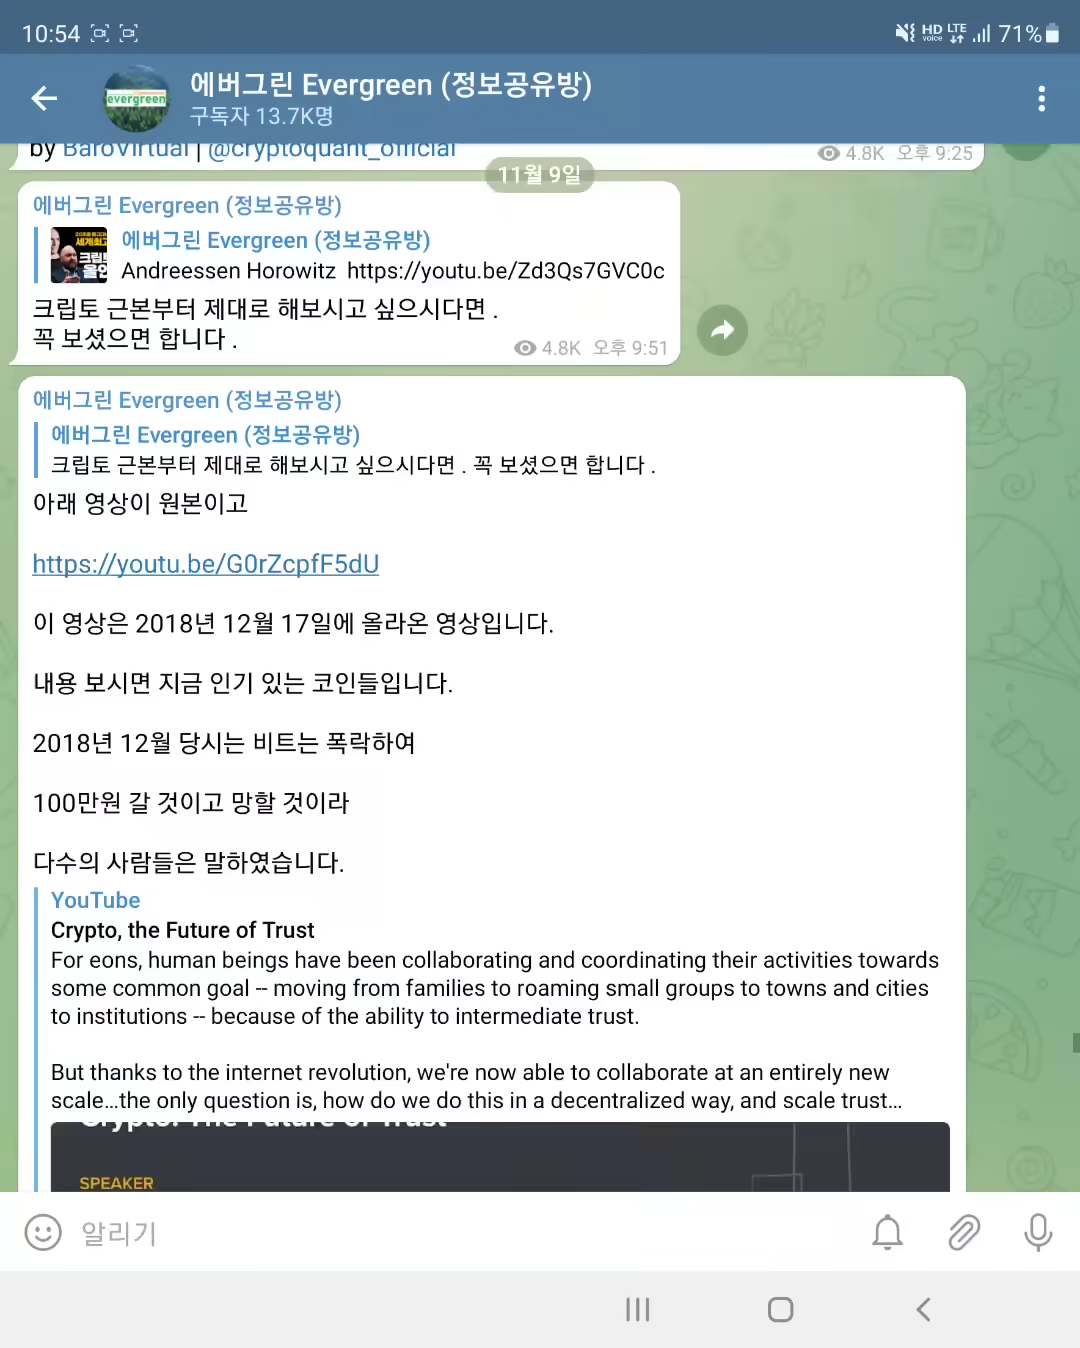 10:54
HD voice LTE 71%
evergreen
에버그린 Evergreen (정보공유방)
구독자 13.7K명
by BaroVirtual | @cryptoquant_official
4.8K 오후 9:25
11월 9일
에버그린 Evergreen (정보공유방)
에버그린 Evergreen (정보공유방)
Andreessen Horowitz https://youtu.be/Zd3Qs7GVC0c
크립토 근본부터 제대로 해보시고 싶으시다면 .
꼭 보셨으면 합니다 .
4.8K 오후 9:51
에버그린 Evergreen (정보공유방)
에버그린 Evergreen (정보공유방)
크립토 근본부터 제대로 해보시고 싶으시다면 . 꼭 보셨으면 합니다 .
아래 영상이 원본이고
https://youtu.be/G0rZcpfF5dU
이 영상은 2018년 12월 17일에 올라온 영상입니다.
내용 보시면 지금 인기 있는 코인들입니다.
2018년 12월 당시는 비트는 폭락하여
100만원 갈 것이고 망할 것이라
다수의 사람들은 말하였습니다.
YouTube
Crypto, the Future of Trust
For eons, human beings have been collaborating and coordinating their activities towards
some common goal -- moving from families to roaming small groups to towns and cities
to institutions -- because of the ability to intermediate trust.
But thanks to the internet revolution, we're now able to collaborate at an entirely new
scale...the only question is, how do we do this in a decentralized way, and scale trust...
Crypto: The Future of Trust
SPEAKER
알리기